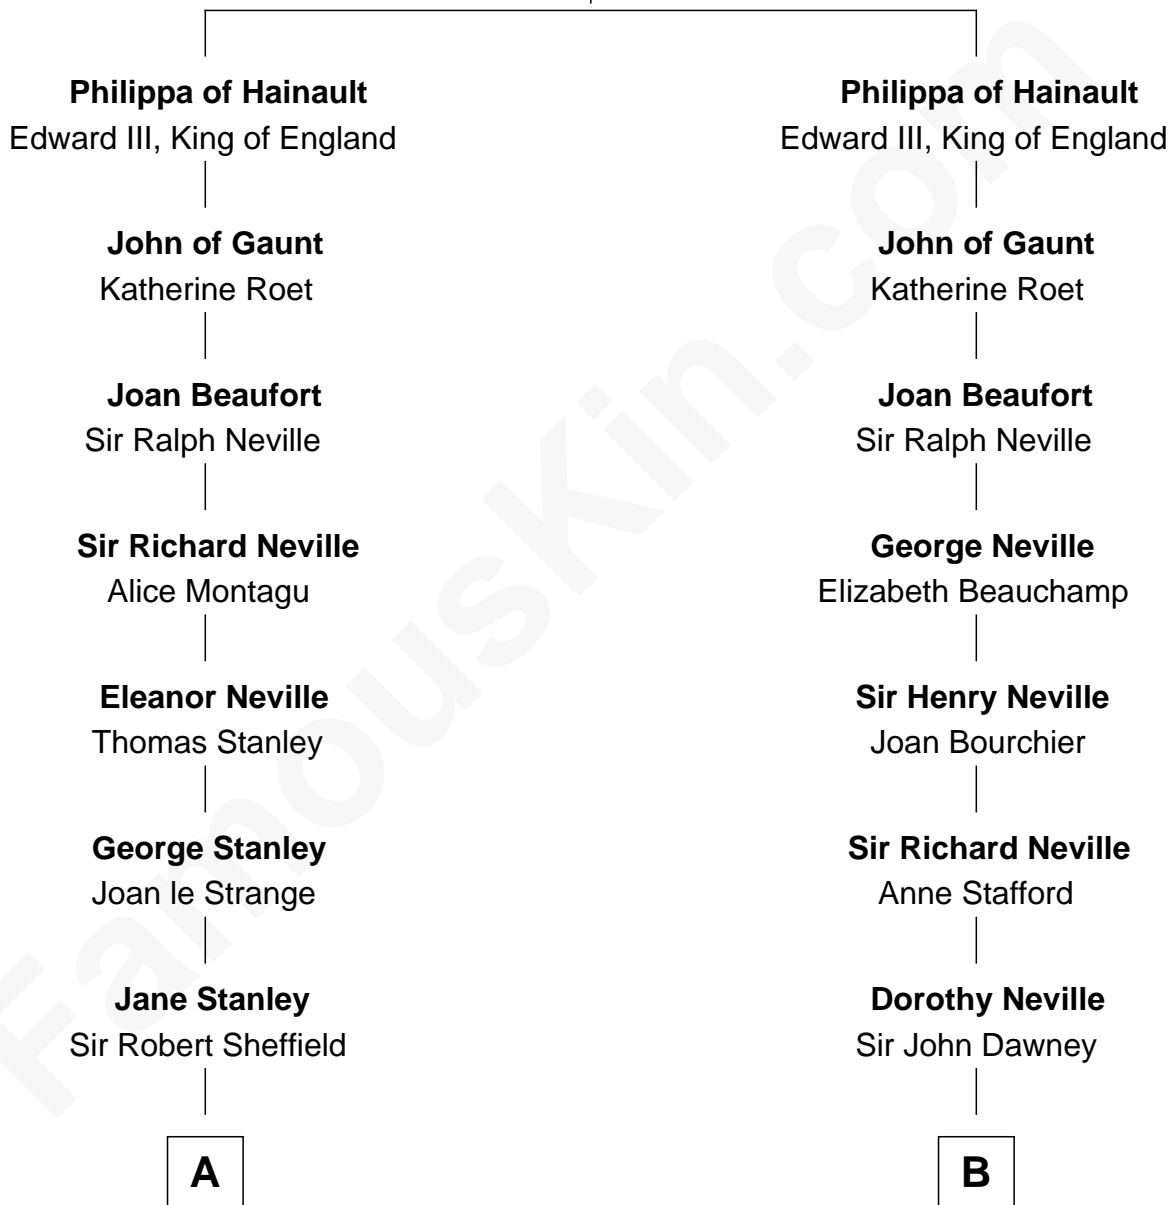 Philippa of Hainault
Edward III, King of England
John of Gaunt
Katherine Roet
Joan Beaufort
Sir Ralph Neville
Sir Richard Neville
Alice Montagu
Eleanor Neville
Thomas Stanley
George Stanley
Joan le Strange
Jane Stanley
Sir Robert Sheffield
A
Philippa of Hainault
Edward III, King of England
John of Gaunt
Katherine Roet
Joan Beaufort
Sir Ralph Neville
George Neville
Elizabeth Beauchamp
Sir Henry Neville
Joan Bourchier
Sir Richard Neville
Anne Stafford
Dorothy Neville
Sir John Dawney
B
FamousKin.com